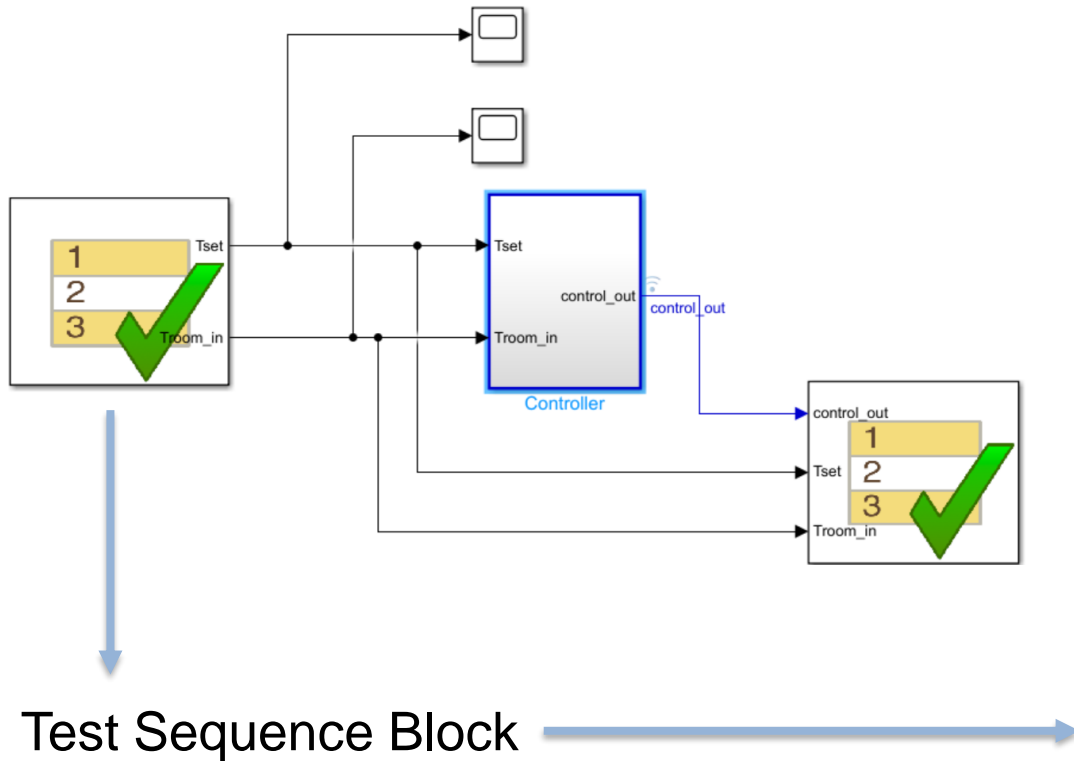 1
2
3
Tset
Troom_in
Tset
Troom_in
control_out
Controller
control_out
control_out
Tset
Troom_in
1
2
3
Test Sequence Block